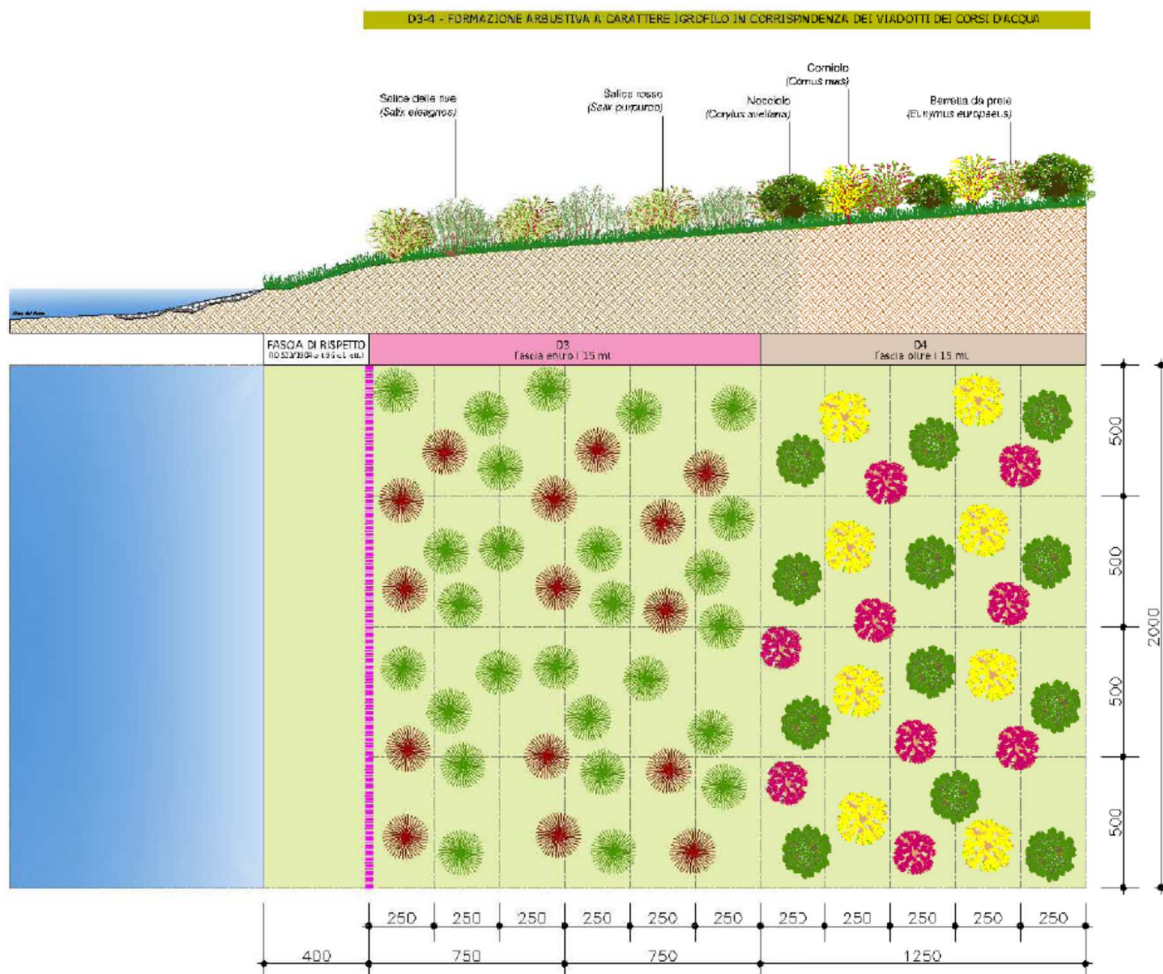 D3-4 - FORMAZIONE ARBUSTIVA A CARATTERE IGROFILO IN CORRISPNDENZA DEI VIADOTTI DEI CORSI D'ACQUA
Corniolo
(Cornus mas)
Salice delle rive
(Salix eleagnos)
Salice rosso
(Salix purpurea)
Nocciolo
(Corylus avellana)
Berretta da prete
(Eunymus europaeus)
FASCIA DI RISPETTO
D3
fascia entro i 15 mt.
D4
fascia oltre i 15 mt.
500
500
500
500
2000
250 250 250 250 250 250 250 250 250 250 250
400 750 750 1250